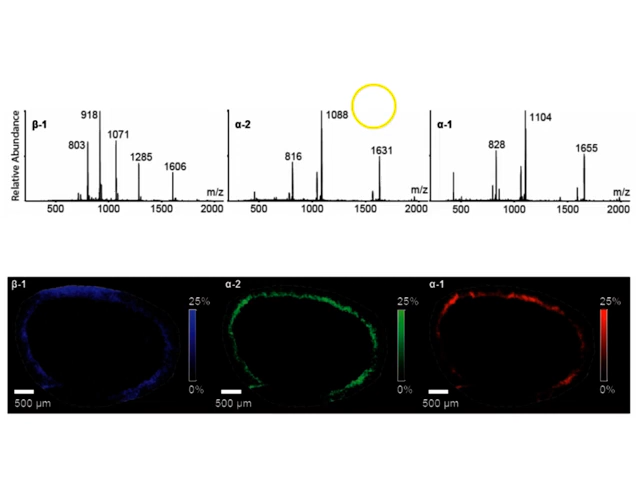 Relative Abundance
β-1
918
803
1071
1285
1606
m/z
500 1000 1500 2000
α-2
1088
816
1631
m/z
500 1000 1500 2000
α-1
1104
828
1655
m/z
500 1000 1500 2000
β-1
25%
0%
500 µm
α-2
25%
0%
500 µm
α-1
25%
0%
500 µm